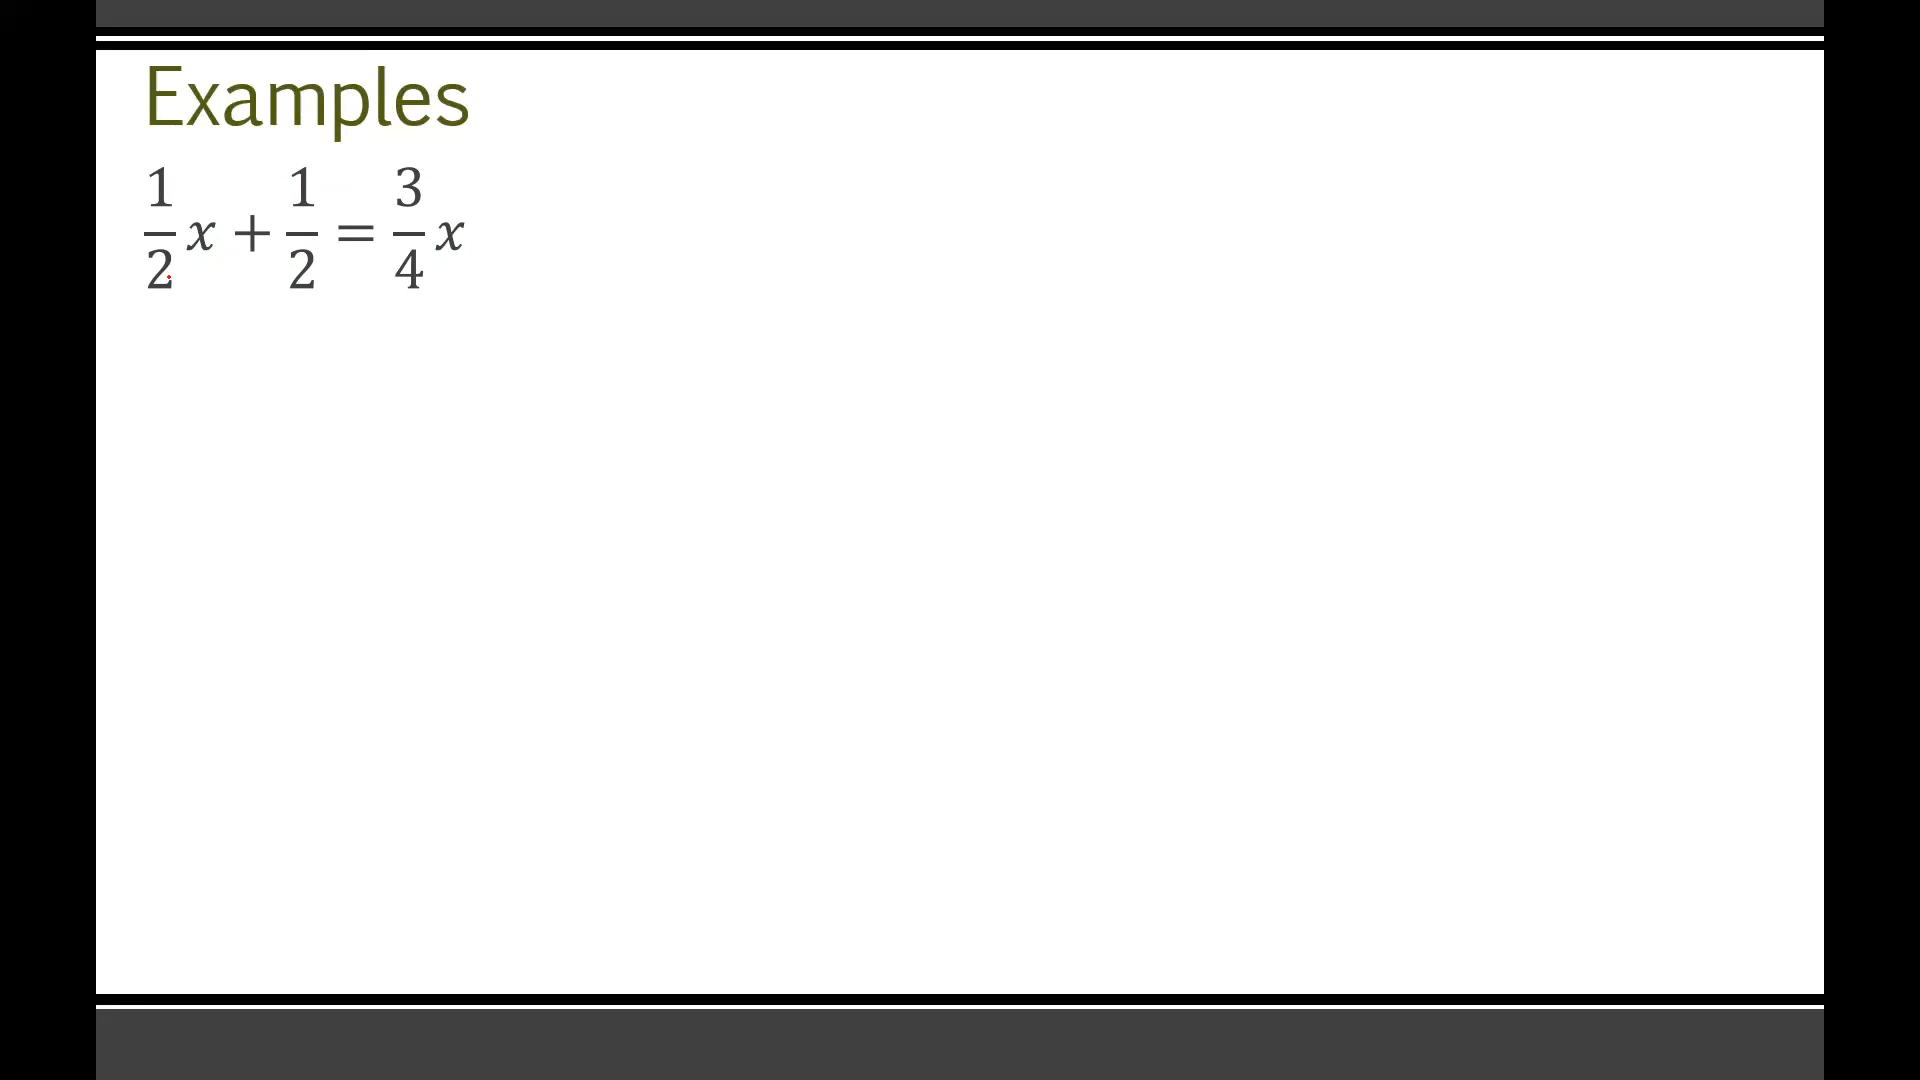 Examples
1/2 x + 1/2 = 3/4 x